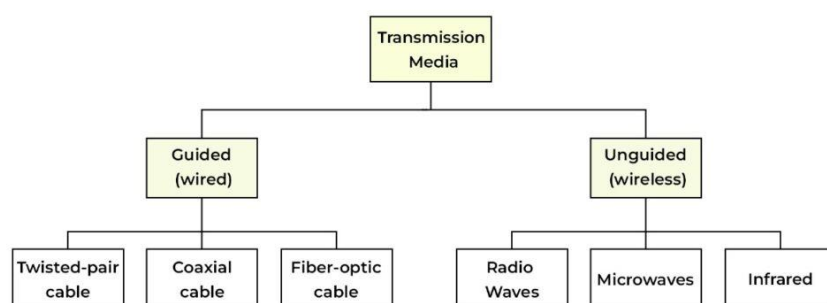 Transmission
Media
Guided
(wired)
Unguided
(wireless)
Twisted-pair
cable
Coaxial
cable
Fiber-optic
cable
Radio
Waves
Microwaves
Infrared